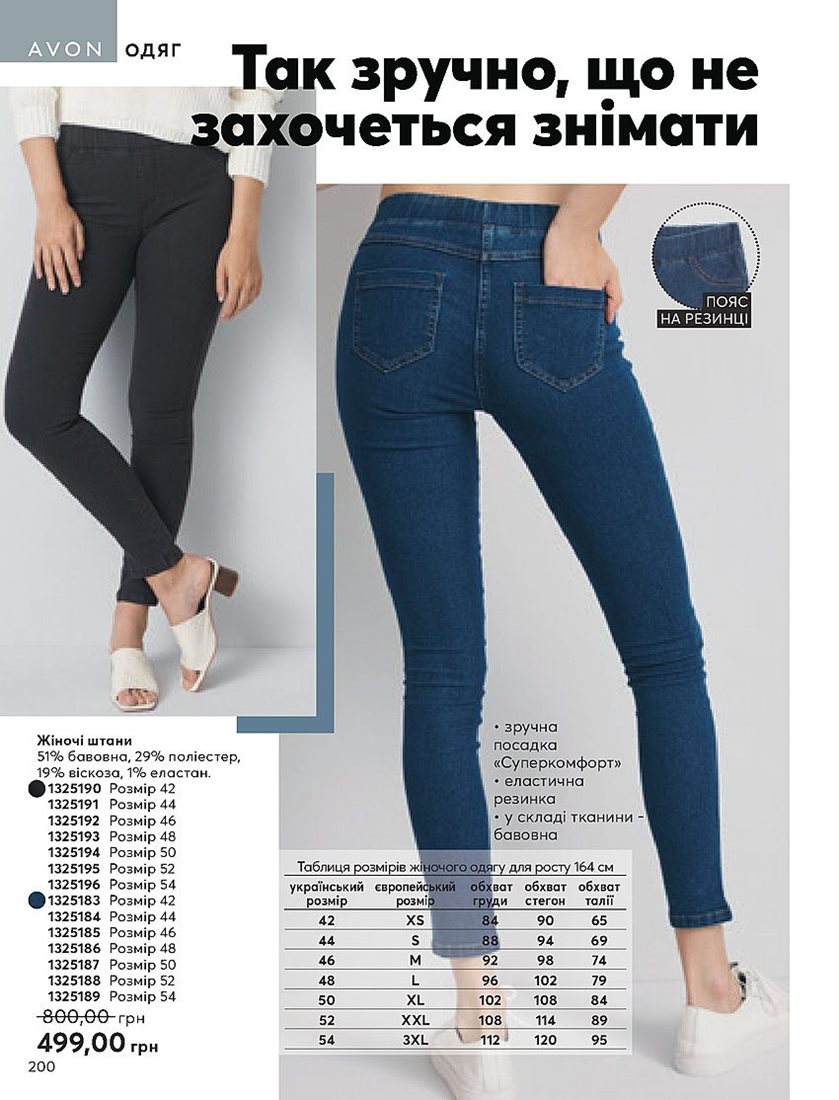 AVON ОДЯГ
Так зручно, що не
захочеться знімати
ПОЯС
НА РЕЗИНЦІ
• зручна
посадка
«Суперкомфорт»
• еластична
резинка
• у складі тканини -
бавовна
Жіночі штани
51% бавовна, 29% поліестер,
19% віскоза, 1% еластан.
1325190 Розмір 42
1325191 Розмір 44
1325192 Розмір 46
1325193 Розмір 48
1325194 Розмір 50
1325195 Розмір 52
1325196 Розмір 54
1325183 Розмір 42
1325184 Розмір 44
1325185 Розмір 46
1325186 Розмір 48
1325187 Розмір 50
1325188 Розмір 52
1325189 Розмір 54
800,00 грн
499,00 грн
200
Таблиця розмірів жіночого одягу для росту 164 см
український європейський обхват обхват обхват
розмір розмір груди стегон талії
42 XS 84 90 65
44 S 88 94 69
46 M 92 98 74
48 L 96 102 79
50 XL 102 108 84
52 XXL 108 114 89
54 3XL 112 120 95